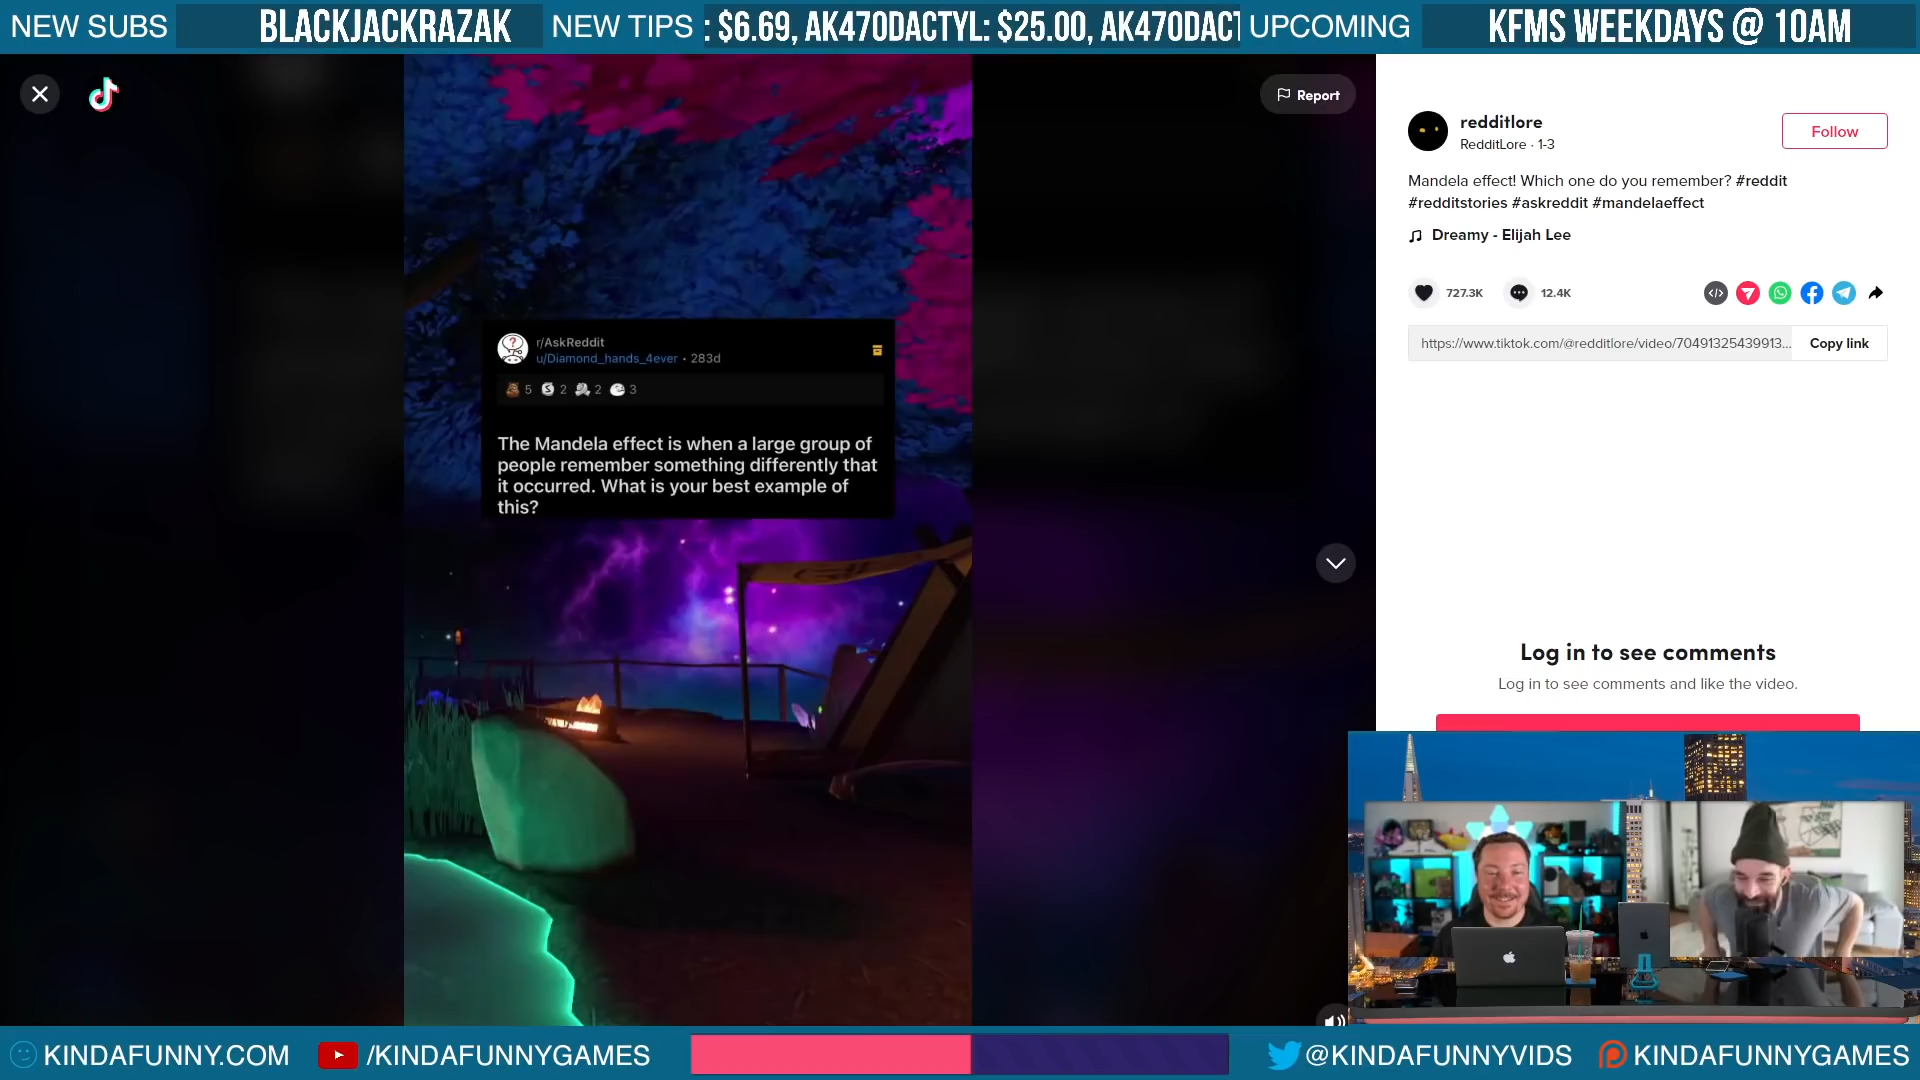 NEW SUBS
BLACKJACKRAZAK
NEW TIPS
: $6.69, AK470DACTYL: $25.00, AK470DACT
UPCOMING
KFMS WEEKDAYS @ 10AM
Report
redditlore
RedditLore · 1-3
Follow
Mandela effect! Which one do you remember? #reddit
#redditstories #askreddit #mandelaeffect
Dreamy - Elijah Lee
727.3K
12.4K
https://www.tiktok.com/@redditlore/video/70491325439913...
Copy link
r/AskReddit
u/Diamond_hands_4ever · 283d
5 2 2 3
The Mandela effect is when a large group of
people remember something differently that
it occurred. What is your best example of
this?
Log in to see comments
Log in to see comments and like the video.
KINDAFUNNY.COM
/KINDAFUNNYGAMES
@KINDAFUNNYVIDS
KINDAFUNNYGAMES